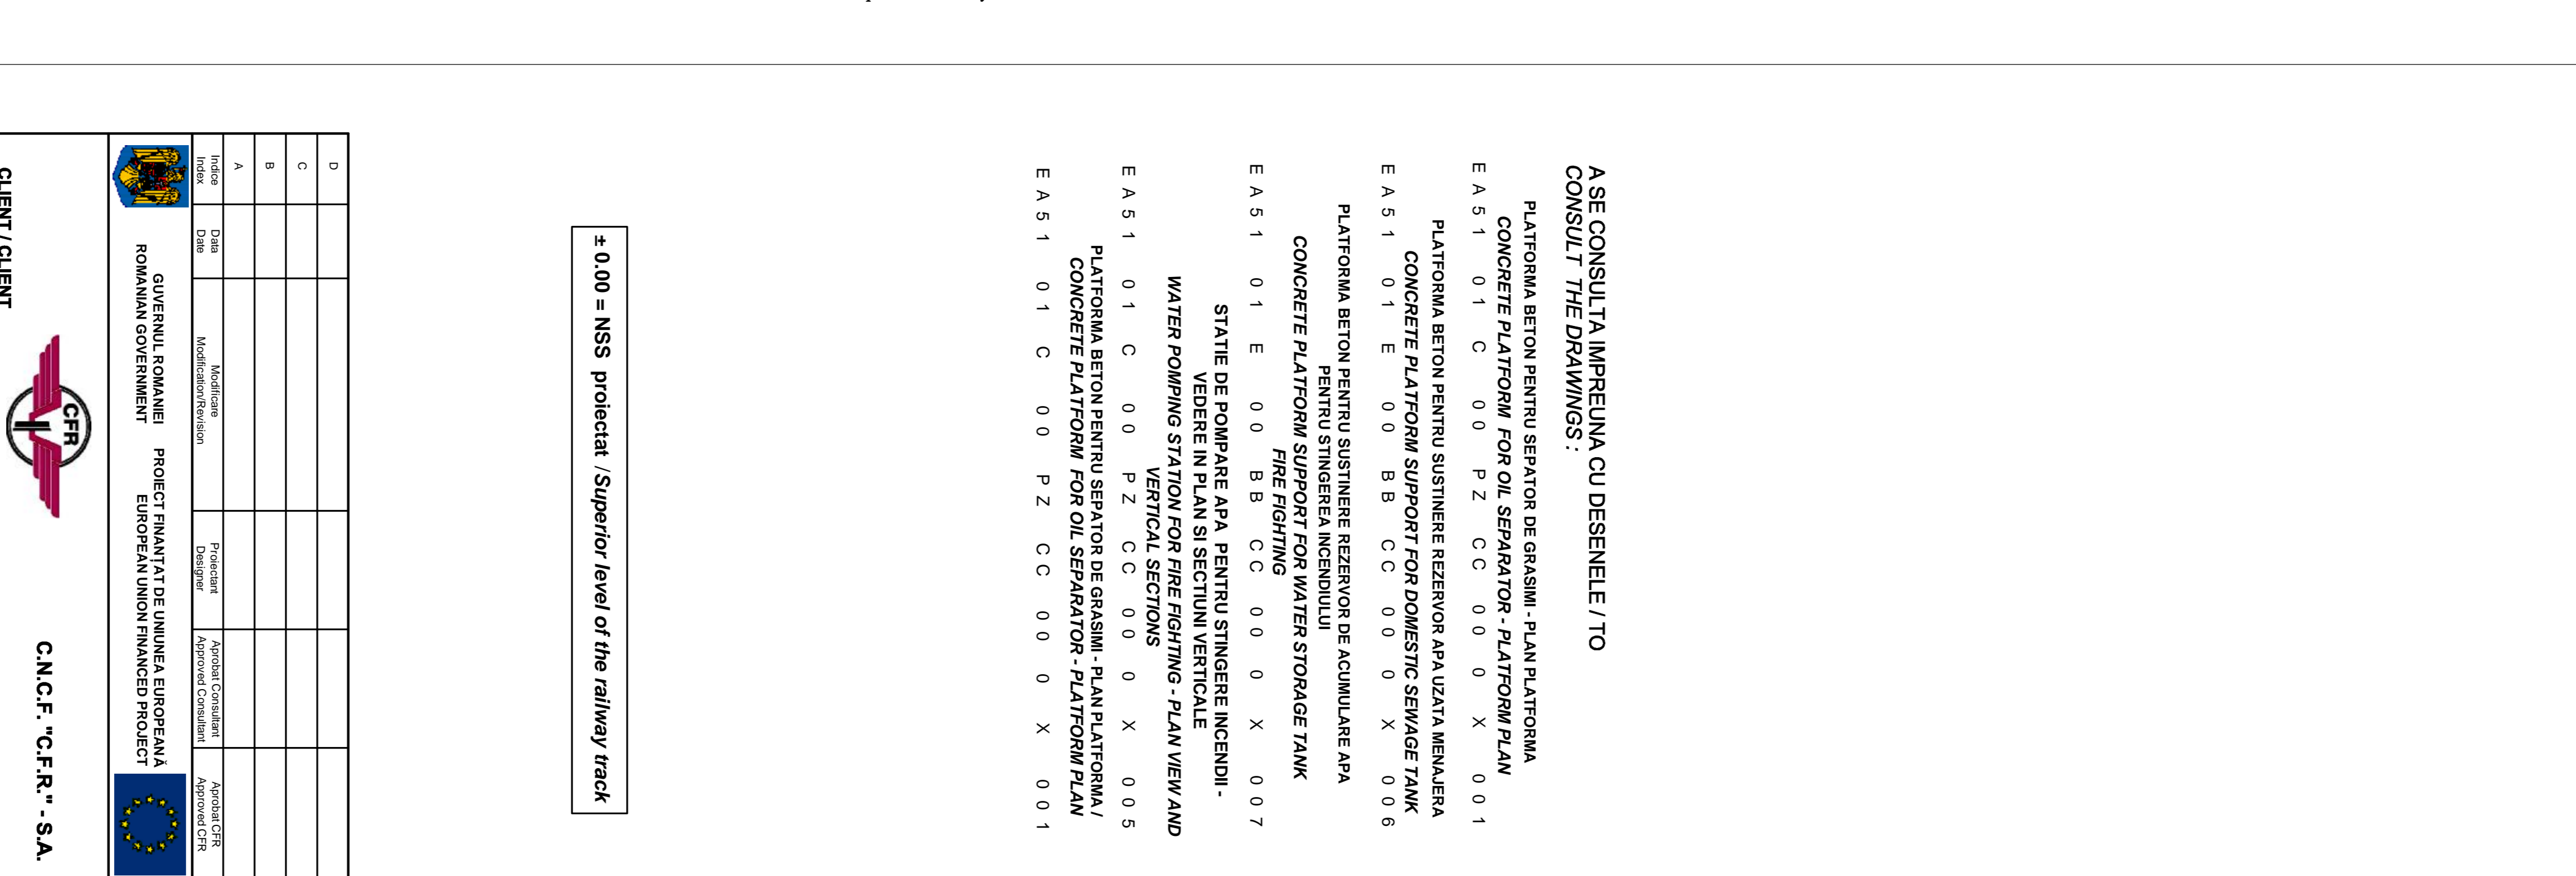 A SE CONSULTA IMPREUNA CU DESENELE / TO
CONSULT THE DRAWINGS :
PLATFORMA BETON PENTRU SEPATOR DE GRASIMI - PLAN PLATFORMA
CONCRETE PLATFORM FOR OIL SEPARATOR - PLATFORM PLAN
E A 5 1 0 1 C 0 0 P Z C C 0 0 0 X 0 0 1
PLATFORMA BETON PENTRU SUSTINERE REZERVOR APA UZATA MENAJERA
CONCRETE PLATFORM SUPPORT FOR DOMESTIC SEWAGE TANK
E A 5 1 0 1 E 0 0 B B C C 0 0 0 X 0 0 6
PLATFORMA BETON PENTRU SUSTINERE REZERVOR DE ACUMULARE APA
PENTRU STINGEREA INCENDIULUI
CONCRETE PLATFORM SUPPORT FOR WATER STORAGE TANK
FIRE FIGHTING
E A 5 1 0 1 E 0 0 B B C C 0 0 0 X 0 0 7
STATIE DE POMPARE APA PENTRU STINGERE INCENDII -
VEDERE IN PLAN SI SECTIUNI VERTICALE
WATER POMPING STATION FOR FIRE FIGHTING - PLAN VIEW AND
VERTICAL SECTIONS
E A 5 1 0 1 C 0 0 P Z C C 0 0 0 X 0 0 5
PLATFORMA BETON PENTRU SEPATOR DE GRASIMI - PLAN PLATFORMA /
CONCRETE PLATFORM FOR OIL SEPARATOR - PLATFORM PLAN
E A 5 1 0 1 C 0 0 P Z C C 0 0 0 X 0 0 1
± 0.00 = NSS proiectat /Superior level of the railway track
D
C
B
A
Indice Data Modificare Proiectant Aprobat Consultant Aprobat CFR
Index Date Modification/Revision Designer Approved Consultant Approved CFR
GUVERNUL ROMANIEI PROIECT FINANȚAT DE UNIUNEA EUROPEANĂ
ROMANIAN GOVERNMENT EUROPEAN UNION FINANCED PROJECT
CFR
C.N.C.F. "C.F.R." - S.A.
CLIENT / CLIENT